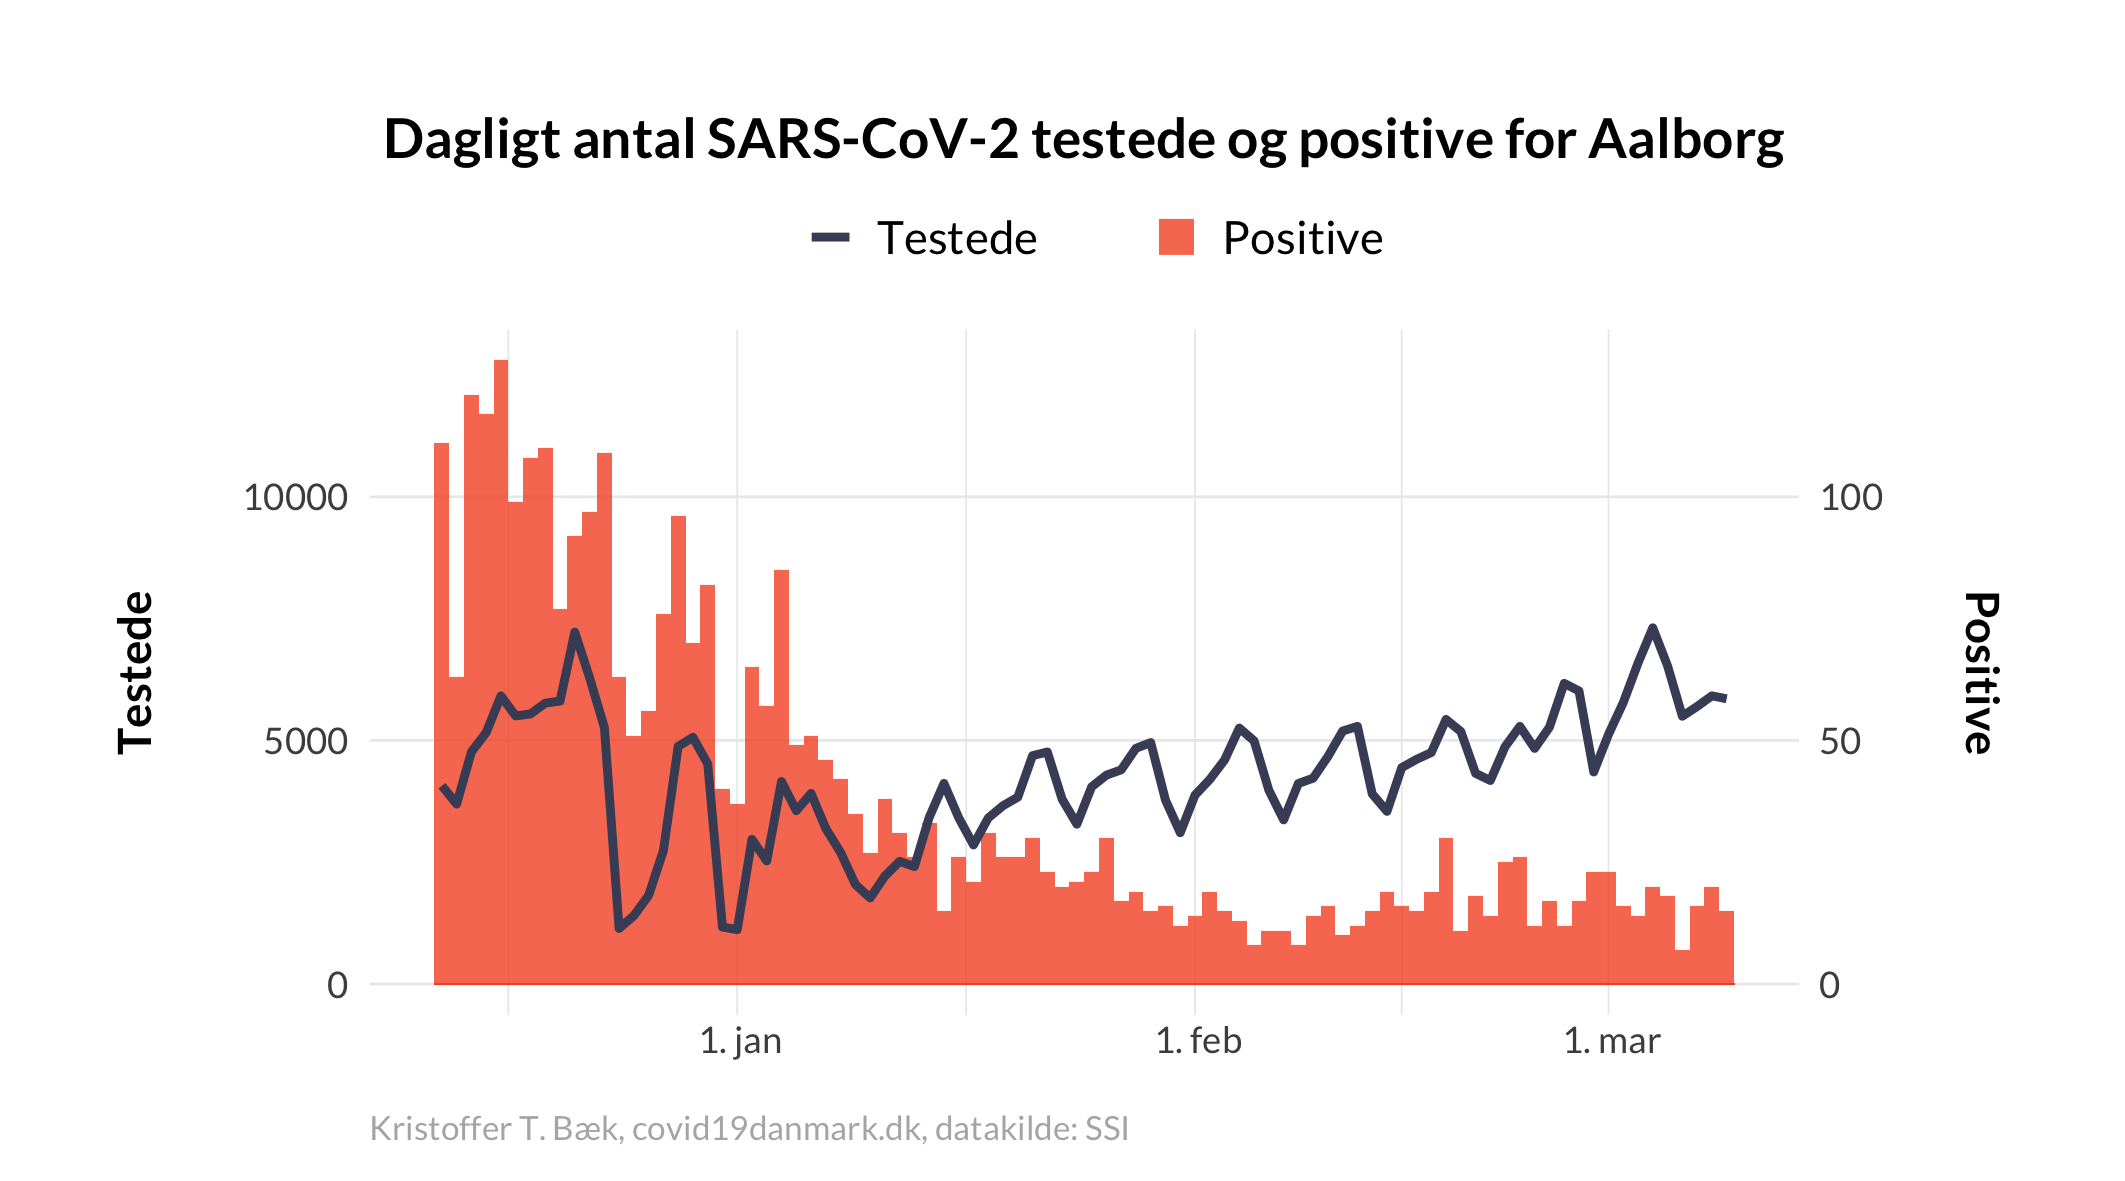 Dagligt antal SARS-CoV-2 testede og positive for Aalborg
Testede
Positive
Testede
10000
5000
0
100
50
0
Positive
1. jan
1. feb
1. mar
Kristoffer T. Bæk, covid19danmark.dk, datakilde: SSI